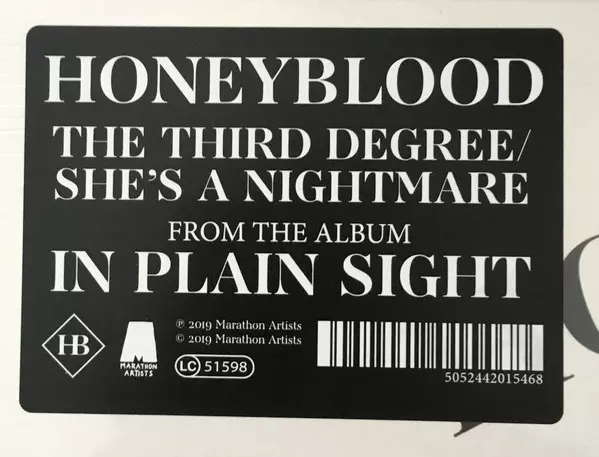 HONEYBLOOD
THE THIRD DEGREE/
SHE'S A NIGHTMARE
FROM THE ALBUM
IN PLAIN SIGHT
HB
MARATHON
ARTISTS
℗ 2019 Marathon Artists
© 2019 Marathon Artists
LC 51598
5052442015468